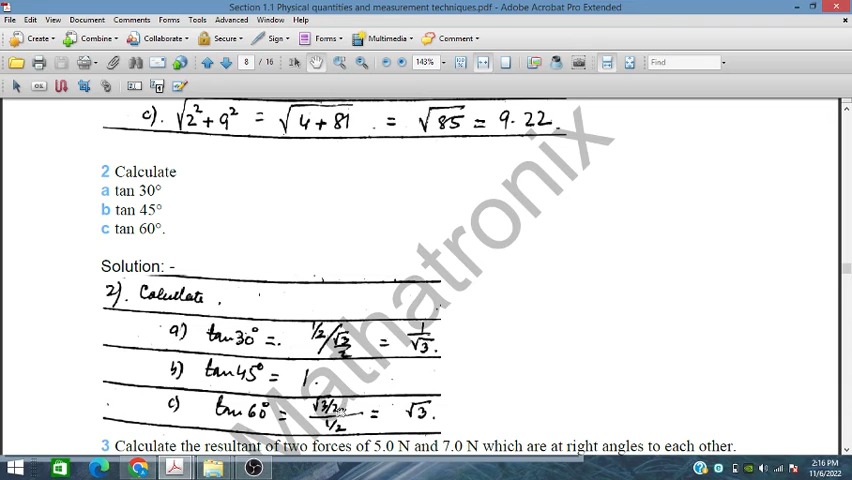 Section 1.1 Physical quantities and measurement techniques.pdf - Adobe Acrobat Pro Extended
File Edit View Document Comments Forms Tools Advanced Window Help
Create Combine Collaborate Secure Sign Forms Multimedia Comment
8 / 16 143% Find
c). √2² + 9² = √4 + 81 = √85 = 9.22.
2 Calculate
a tan 30°
b tan 45°
c tan 60°.
Solution: -
2). Calculate.
a) tan 30° = 1/2 / √3/2 = 1/√3.
b) tan 45° = 1.
c) tan 60° = √3/2 / 1/2 = √3.
3 Calculate the resultant of two forces of 5.0 N and 7.0 N which are at right angles to each other.
Mathatronix
2:16 PM
11/6/2022